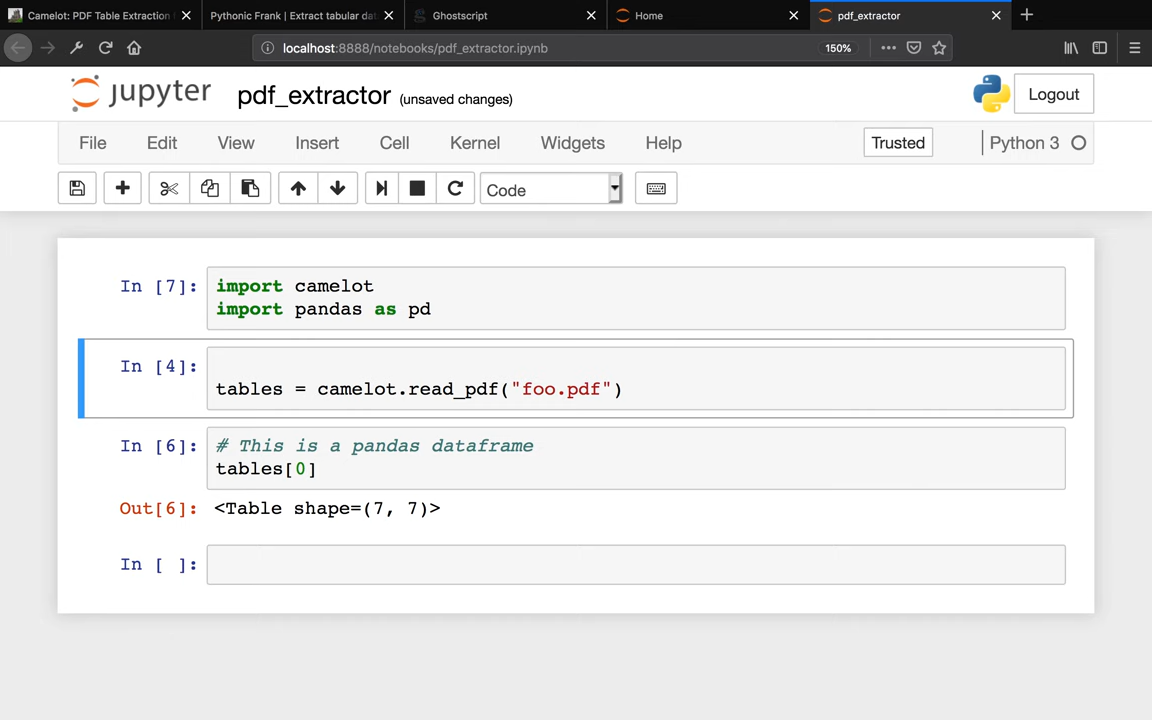 Camelot: PDF Table Extraction
Pythonic Frank | Extract tabular dat
Ghostscript
Home
pdf_extractor
localhost:8888/notebooks/pdf_extractor.ipynb
150%
jupyter
pdf_extractor (unsaved changes)
Logout
File Edit View Insert Cell Kernel Widgets Help
Trusted
Python 3
Code
In [7]: import camelot
import pandas as pd
In [4]:
tables = camelot.read_pdf("foo.pdf")
In [6]: # This is a pandas dataframe
tables[0]
Out[6]: <Table shape=(7, 7)>
In [ ]: